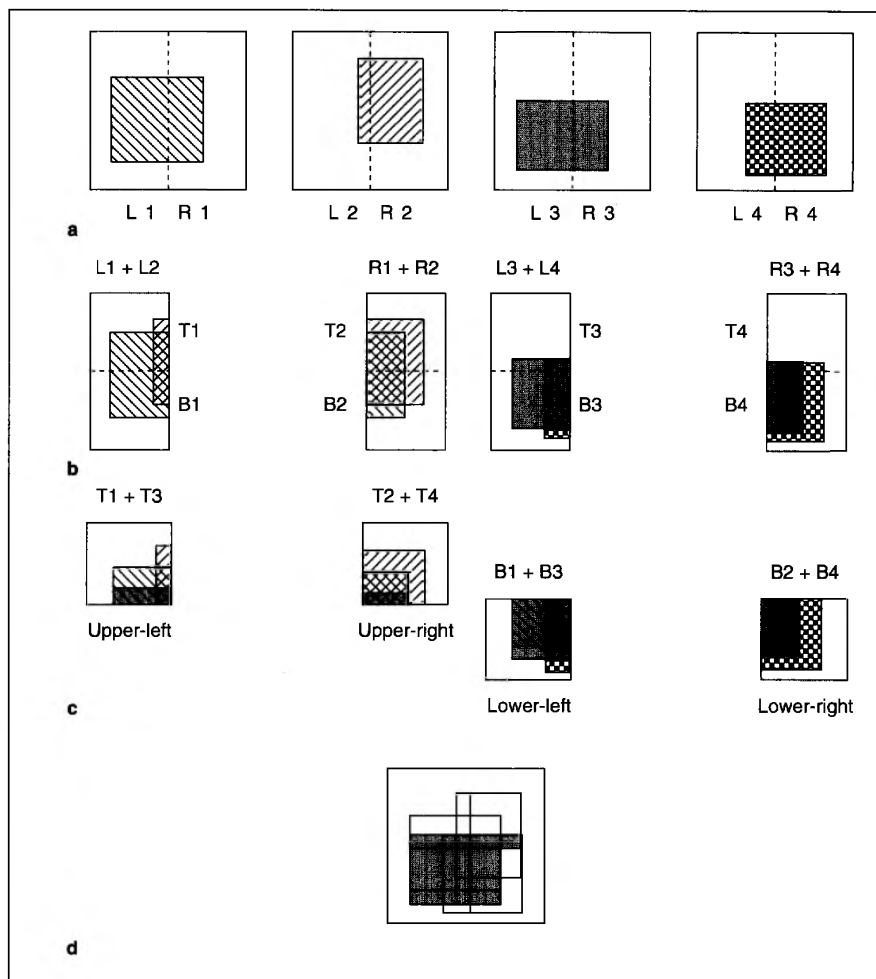 L 1 R 1 L 2 R 2 L 3 R 3 L 4 R 4
a
L1 + L2 R1 + R2 L3 + L4 R3 + R4
T1 T2 T3 T4
B1 B2 B3 B4
b
T1 + T3 T2 + T4
B1 + B3 B2 + B4
Upper-left Upper-right
Lower-left Lower-right
c
d